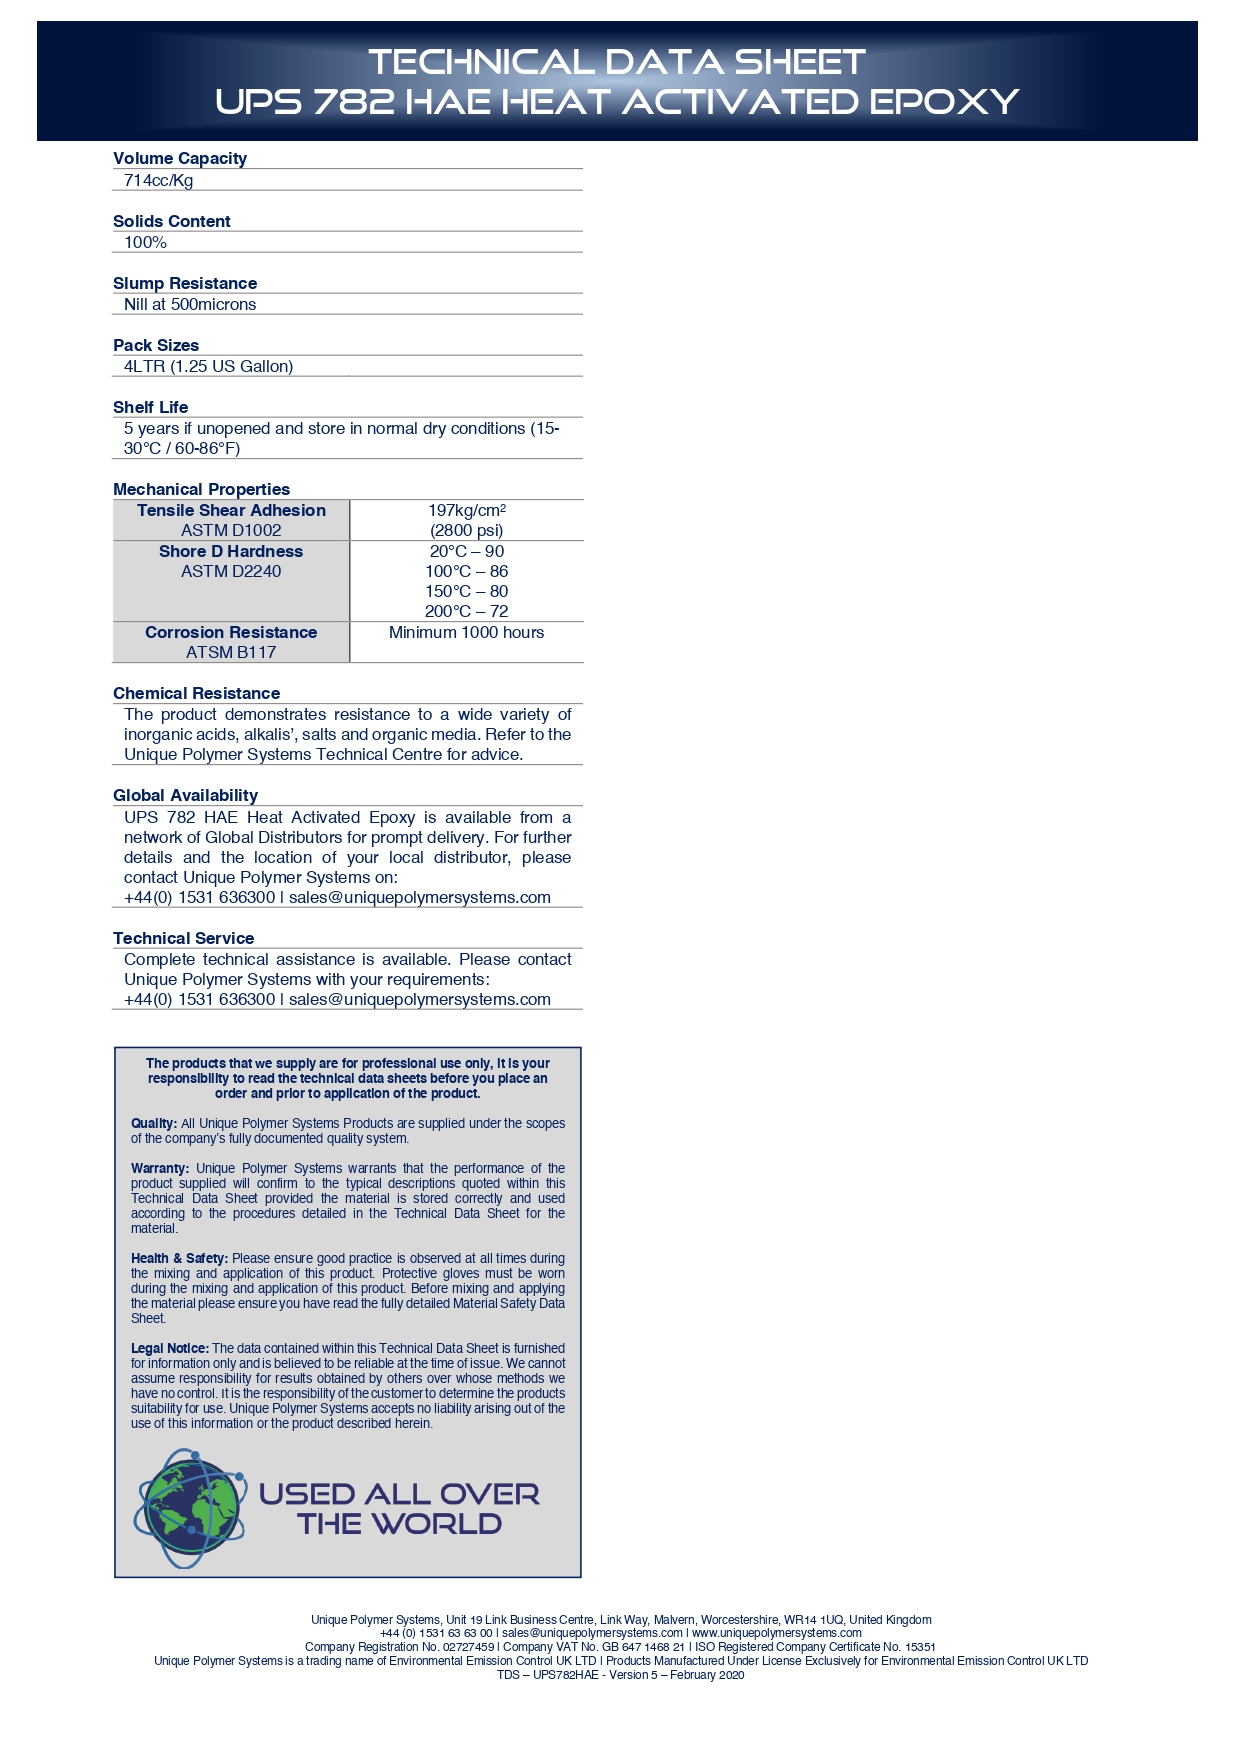 TECHNICAL DATA SHEET
UPS 782 HAE HEAT ACTIVATED EPOXY
Volume Capacity
714cc/Kg
Solids Content
100%
Slump Resistance
Nill at 500microns
Pack Sizes
4LTR (1.25 US Gallon)
Shelf Life
5 years if unopened and store in normal dry conditions (15-
30°C / 60-86°F)
Mechanical Properties
Tensile Shear Adhesion
ASTM D1002
197kg/cm²
(2800 psi)
Shore D Hardness
ASTM D2240
20°C – 90
100°C – 86
150°C – 80
200°C – 72
Corrosion Resistance
ATSM B117
Minimum 1000 hours
Chemical Resistance
The product demonstrates resistance to a wide variety of
inorganic acids, alkalis’, salts and organic media. Refer to the
Unique Polymer Systems Technical Centre for advice.
Global Availability
UPS 782 HAE Heat Activated Epoxy is available from a
network of Global Distributors for prompt delivery. For further
details and the location of your local distributor, please
contact Unique Polymer Systems on:
+44(0) 1531 636300 | sales@uniquepolymersystems.com
Technical Service
Complete technical assistance is available. Please contact
Unique Polymer Systems with your requirements:
+44(0) 1531 636300 | sales@uniquepolymersystems.com
The products that we supply are for professional use only, it is your
responsibility to read the technical data sheets before you place an
order and prior to application of the product.
Quality: All Unique Polymer Systems Products are supplied under the scopes
of the company’s fully documented quality system.
Warranty: Unique Polymer Systems warrants that the performance of the
product supplied will confirm to the typical descriptions quoted within this
Technical Data Sheet provided the material is stored correctly and used
according to the procedures detailed in the Technical Data Sheet for the
material.
Health & Safety: Please ensure good practice is observed at all times during
the mixing and application of this product. Protective gloves must be worn
during the mixing and application of this product. Before mixing and applying
the material please ensure you have read the fully detailed Material Safety Data
Sheet.
Legal Notice: The data contained within this Technical Data Sheet is furnished
for information only and is believed to be reliable at the time of issue. We cannot
assume responsibility for results obtained by others over whose methods we
have no control. It is the responsibility of the customer to determine the products
suitability for use. Unique Polymer Systems accepts no liability arising out of the
use of this information or the product described herein.
USED ALL OVER
THE WORLD
Unique Polymer Systems, Unit 19 Link Business Centre, Link Way, Malvern, Worcestershire, WR14 1UQ, United Kingdom
+44 (0) 1531 63 63 00 | sales@uniquepolymersystems.com | www.uniquepolymersystems.com
Company Registration No. 02727459 | Company VAT No. GB 647 1468 21 | ISO Registered Company Certificate No. 15351
Unique Polymer Systems is a trading name of Environmental Emission Control UK LTD | Products Manufactured Under License Exclusively for Environmental Emission Control UK LTD
TDS – UPS782HAE - Version 5 – February 2020